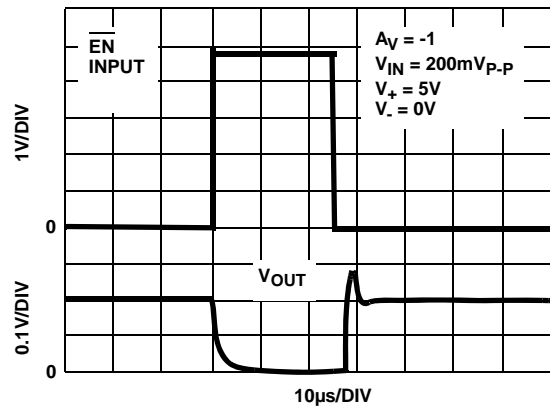 EN
INPUT
A_V = -1
V_IN = 200mV_P-P
V_+ = 5V
V_- = 0V
1V/DIV
0
V_OUT
0.1V/DIV
0
10µs/DIV